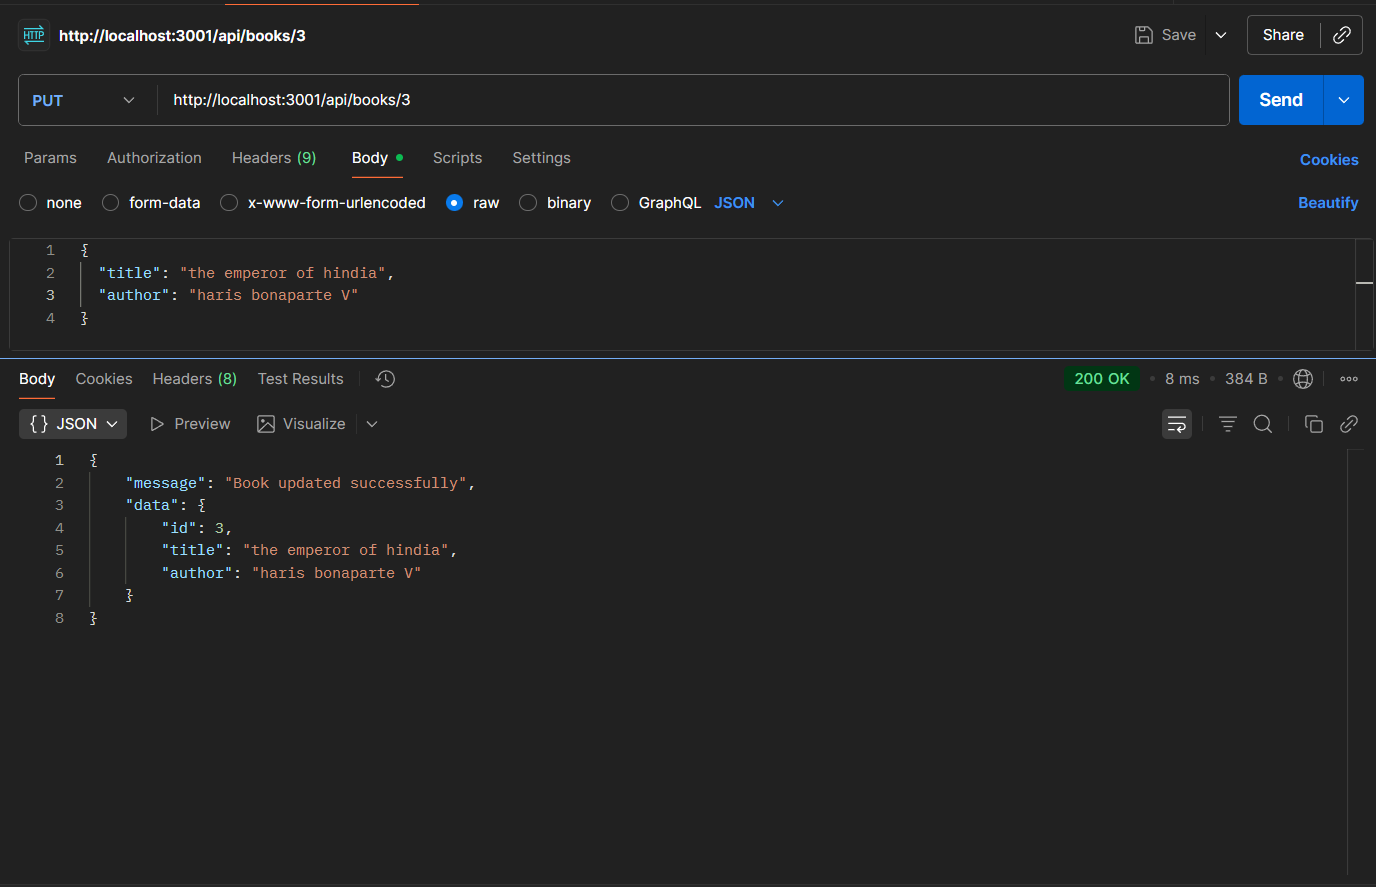 HTTP http://localhost:3001/api/books/3 Save Share
PUT http://localhost:3001/api/books/3 Send
Params Authorization Headers (9) Body Scripts Settings Cookies
none form-data x-www-form-urlencoded raw binary GraphQL JSON Beautify
1 {
2 "title": "the emperor of hindia",
3 "author": "haris bonaparte V"
4 }
Body Cookies Headers (8) Test Results 200 OK • 8 ms • 384 B •
{} JSON Preview Visualize
1 {
2 "message": "Book updated successfully",
3 "data": {
4 "id": 3,
5 "title": "the emperor of hindia",
6 "author": "haris bonaparte V"
7 }
8 }